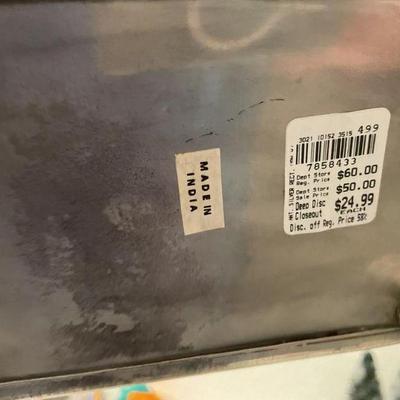 MADE IN
INDIA
3021 10152 3515 499
7858433
Dept Store
Reg. Price $60.00
Dept Store
Sale Price $50.00
Deep Disc
Closeout $24.99
EACH
Disc. off Reg. Price 58%